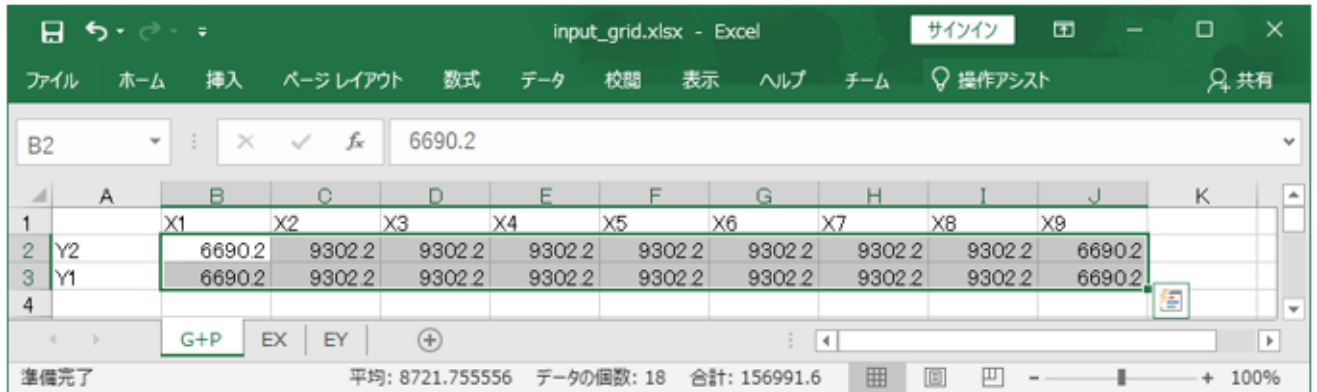 input_grid.xlsx - Excel サインイン
ファイル ホーム 挿入 ページ レイアウト 数式 データ 校閲 表示 ヘルプ チーム 操作アシスト 共有
B2 fx 6690.2
A B C D E F G H I J K
1 X1 X2 X3 X4 X5 X6 X7 X8 X9
2 Y2 6690.2 9302.2 9302.2 9302.2 9302.2 9302.2 9302.2 9302.2 6690.2
3 Y1 6690.2 9302.2 9302.2 9302.2 9302.2 9302.2 9302.2 9302.2 6690.2
4
G+P EX EY
準備完了 平均: 8721.755556 データの個数: 18 合計: 156991.6 100%